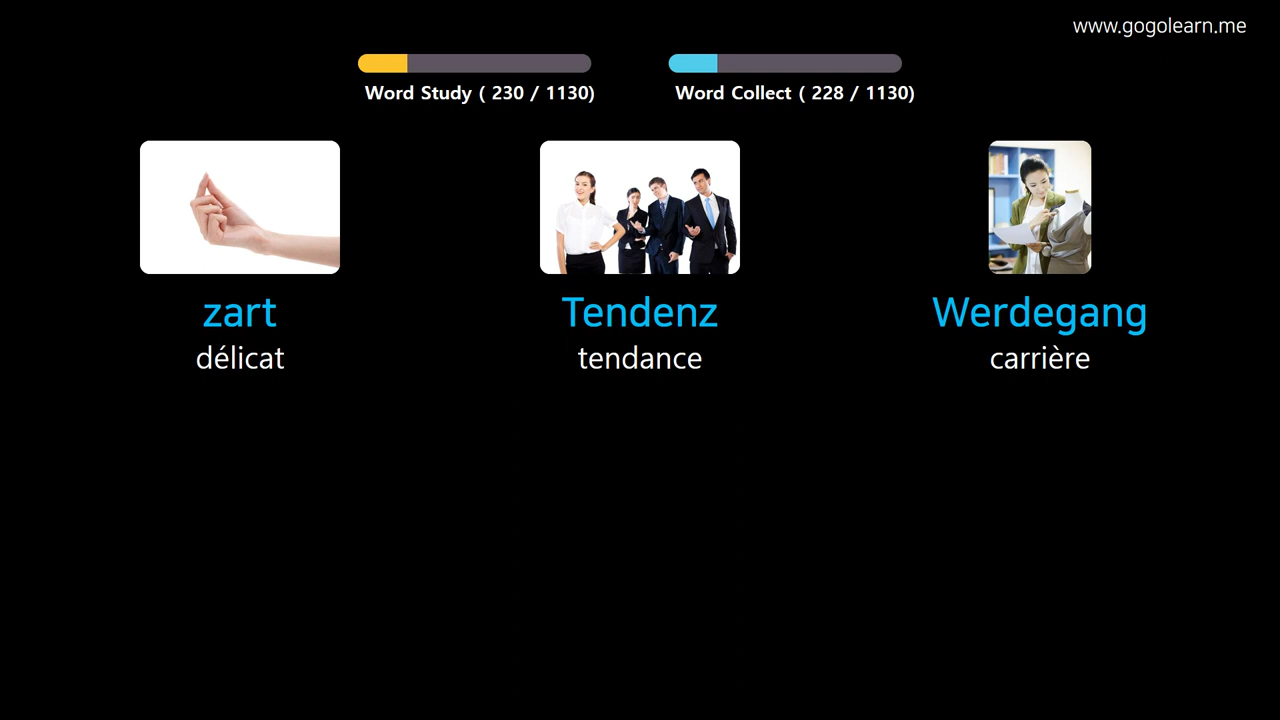 www.gogolearn.me
Word Study ( 230 / 1130)
Word Collect ( 228 / 1130)
zart
délicat
Tendenz
tendance
Werdegang
carrière